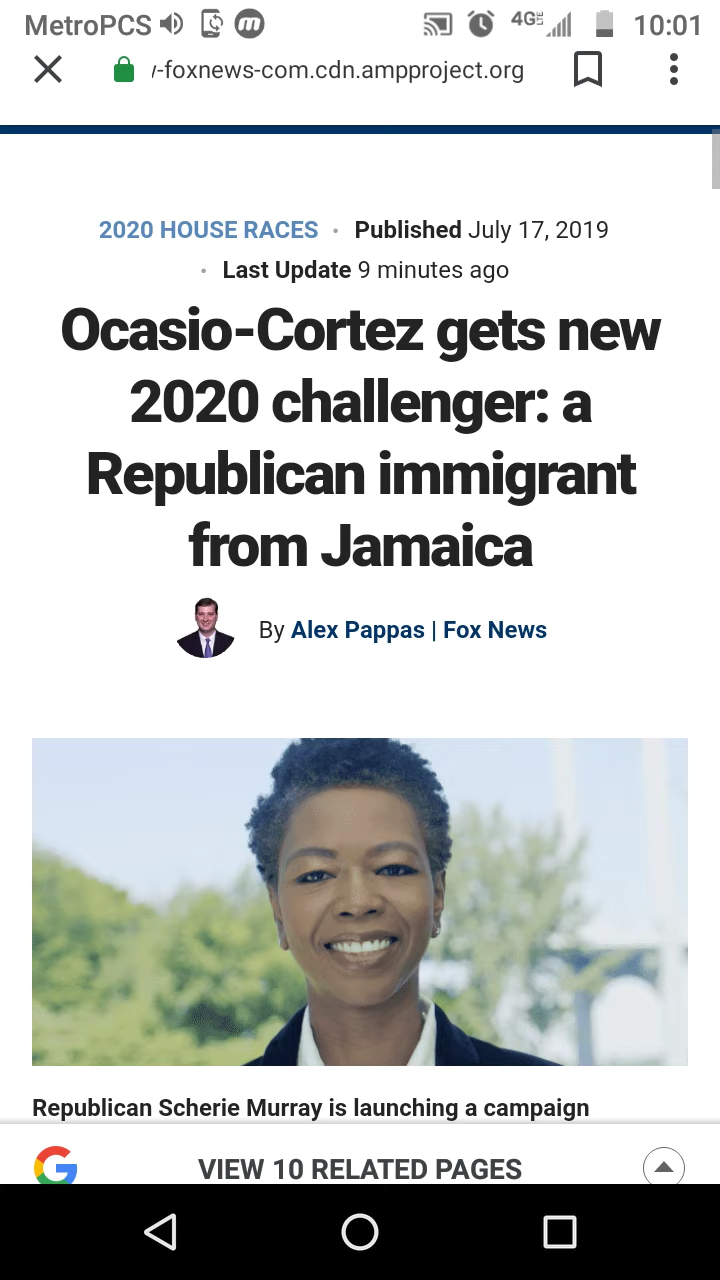 MetroPCS 4G LTE 10:01
-foxnews-com.cdn.ampproject.org
2020 HOUSE RACES · Published July 17, 2019
· Last Update 9 minutes ago
Ocasio-Cortez gets new
2020 challenger: a
Republican immigrant
from Jamaica
By Alex Pappas | Fox News
Republican Scherie Murray is launching a campaign
VIEW 10 RELATED PAGES